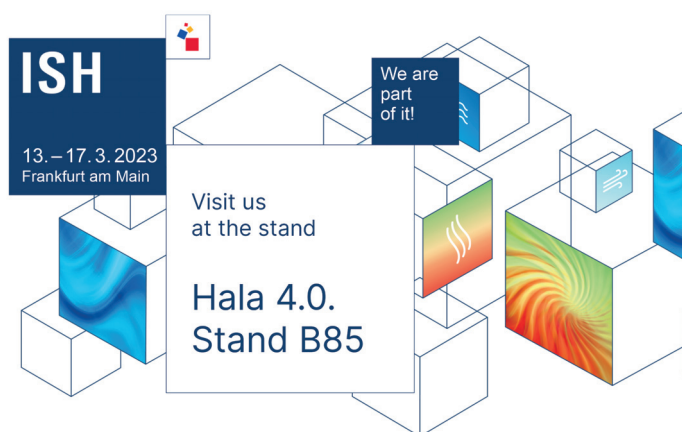 ISH
13. – 17. 3. 2023
Frankfurt am Main
We are
part
of it!
Visit us
at the stand
Hala 4.0.
Stand B85